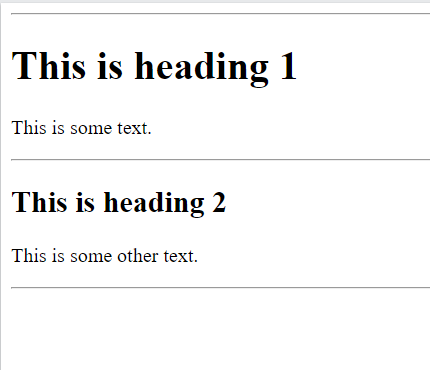 This is heading 1
This is some text.
This is heading 2
This is some other text.